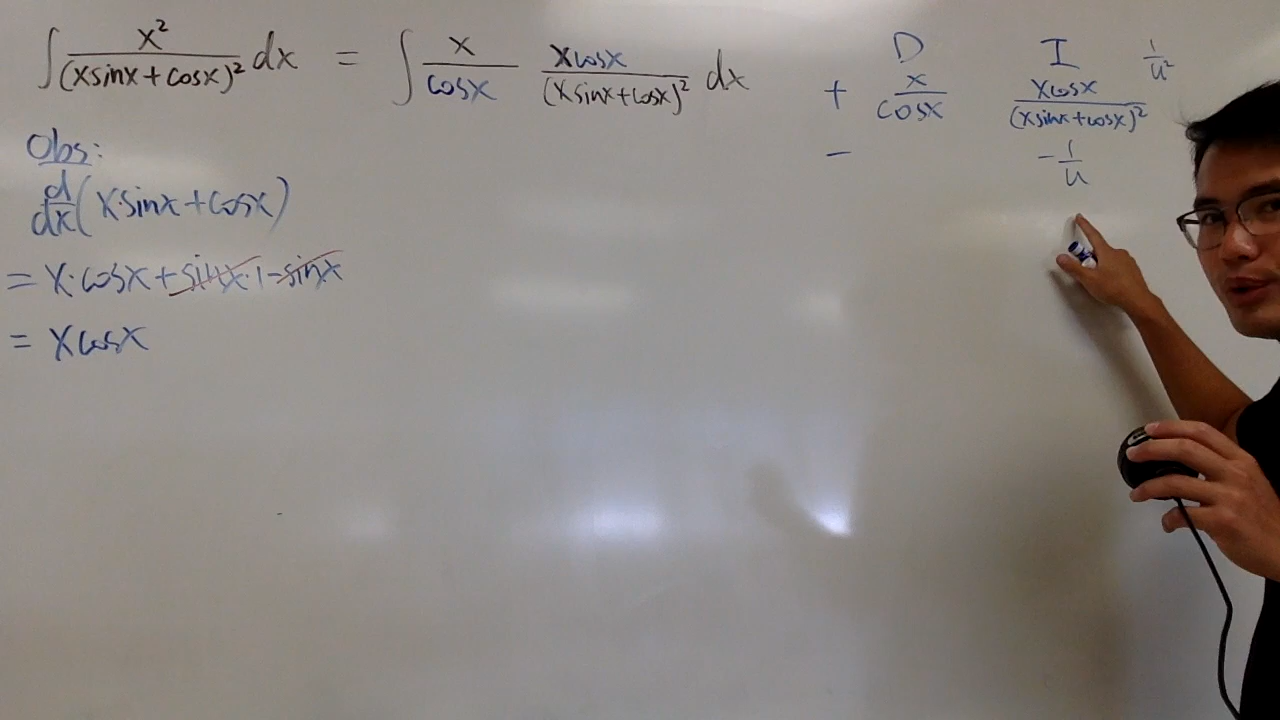 ∫ x²/(xsinx+cosx)² dx = ∫ x/cosx · xcosx/(xsinx+cosx)² dx
Obs:
d/dx(x·sinx+cosx)
= x·cosx+sinx·1-sinx
= xcosx
D I 1/u²
+ x/cosx xcosx/(xsinx+cosx)²
- -1/u